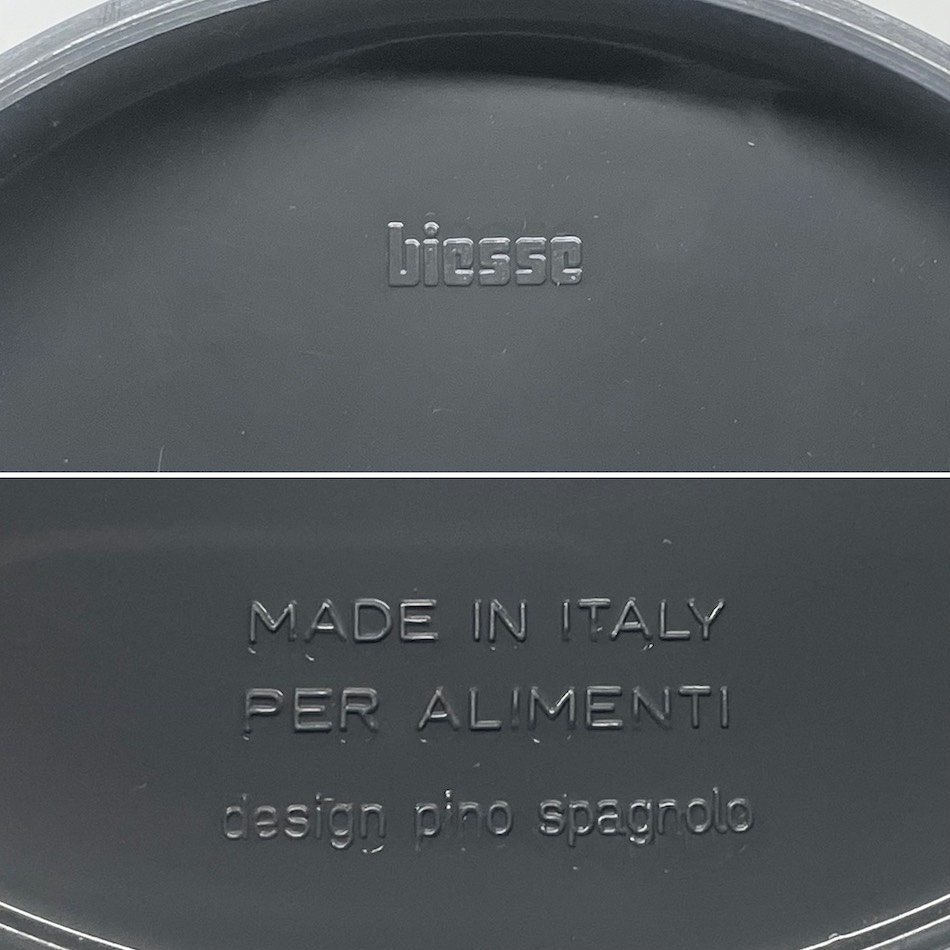 biesse
MADE IN ITALY
PER ALIMENTI
design pino spagnolo